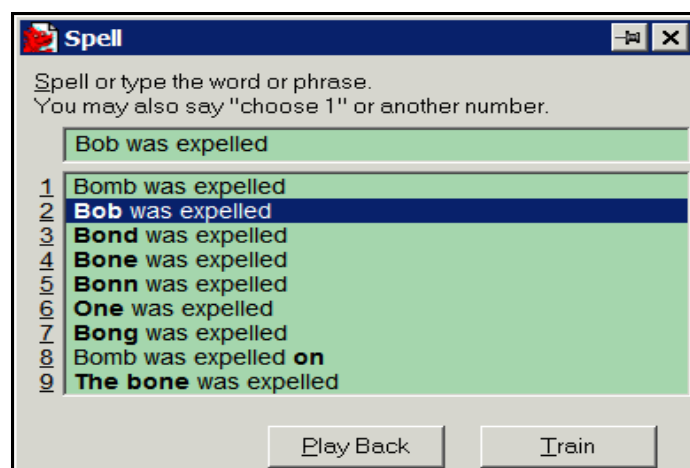 Spell
Spell or type the word or phrase.
You may also say "choose 1" or another number.
Bob was expelled
1 Bomb was expelled
2 Bob was expelled
3 Bond was expelled
4 Bone was expelled
5 Bonn was expelled
6 One was expelled
7 Bong was expelled
8 Bomb was expelled on
9 The bone was expelled
Play Back Train